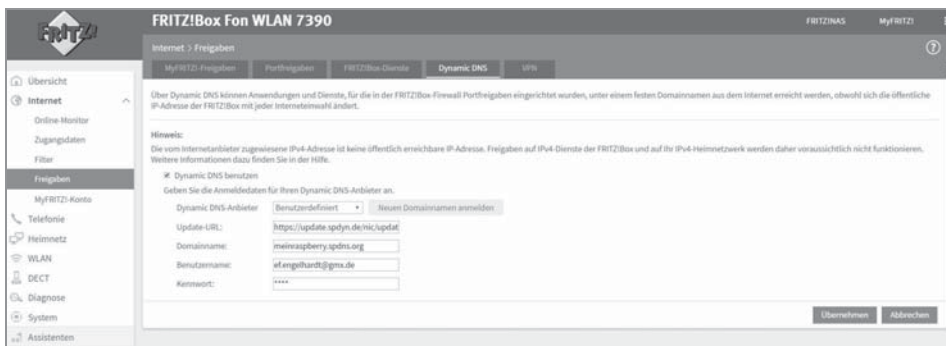 FRITZ!
FRITZ!Box Fon WLAN 7390
FRITZ!NAS
MyFRITZ!
Internet > Freigaben
MyFRITZ!-Freigaben
Portfreigaben
FRITZ!Box-Dienste
Dynamic DNS
VPN
Übersicht
Internet
Online-Monitor
Zugangsdaten
Filter
Freigaben
MyFRITZ!-Konto
Telefonie
Heimnetz
WLAN
DECT
Diagnose
System
Assistenten
Über Dynamic DNS können Anwendungen und Dienste, für die in der FRITZ!Box-Firewall Portfreigaben eingerichtet wurden, unter einem festen Domainnamen aus dem Internet erreicht werden, obwohl sich die öffentliche
IP-Adresse der FRITZ!Box mit jeder Interneteinwahl ändert.
Hinweis:
Die vom Internetanbieter zugewiesene IPv4-Adresse ist keine öffentlich erreichbare IP-Adresse. Freigaben auf IPv4-Dienste der FRITZ!Box und auf Ihr IPv4-Heimnetzwerk werden daher voraussichtlich nicht funktionieren.
Weitere Informationen dazu finden Sie in der Hilfe.
Dynamic DNS benutzen
Geben Sie die Anmeldedaten für Ihren Dynamic DNS-Anbieter an.
Dynamic DNS-Anbieter Benutzerdefiniert Neuen Domainnamen anmelden
Update-URL: https://update.spdyn.de/nic/updat
Domainname: meinraspberry.spdns.org
Benutzername: ef.engelhardt@gmx.de
Kennwort: ****
Übernehmen Abbrechen